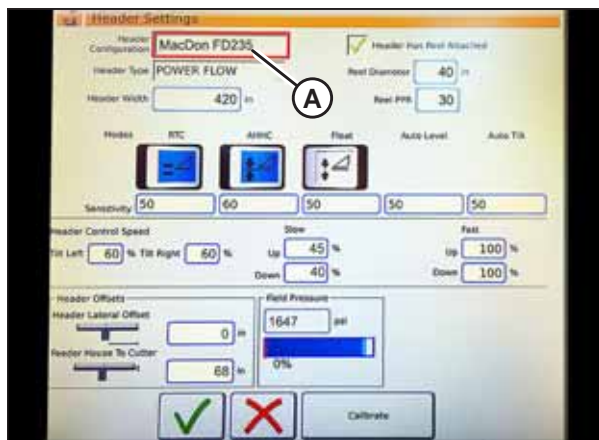 Header Settings
Header Configuration MacDon FD235
Header Has Reel Attached
Header Type POWER FLOW
Reel Diameter 40 in
Header Width 420 in
Reel PPR 30
A
Modes RTC AHHC Float Auto Level Auto Tilt
Sensitivity 50 60 50 50 50
Header Control Speed
Slow
Fast
Tilt Left 60 % Tilt Right 60 % Up 45 % Up 100 %
Down 40 % Down 100 %
Header Offsets
Field Pressure
Header Lateral Offset
0
1647 psi
Feeder House To Cutter
68
0%
Calibrate